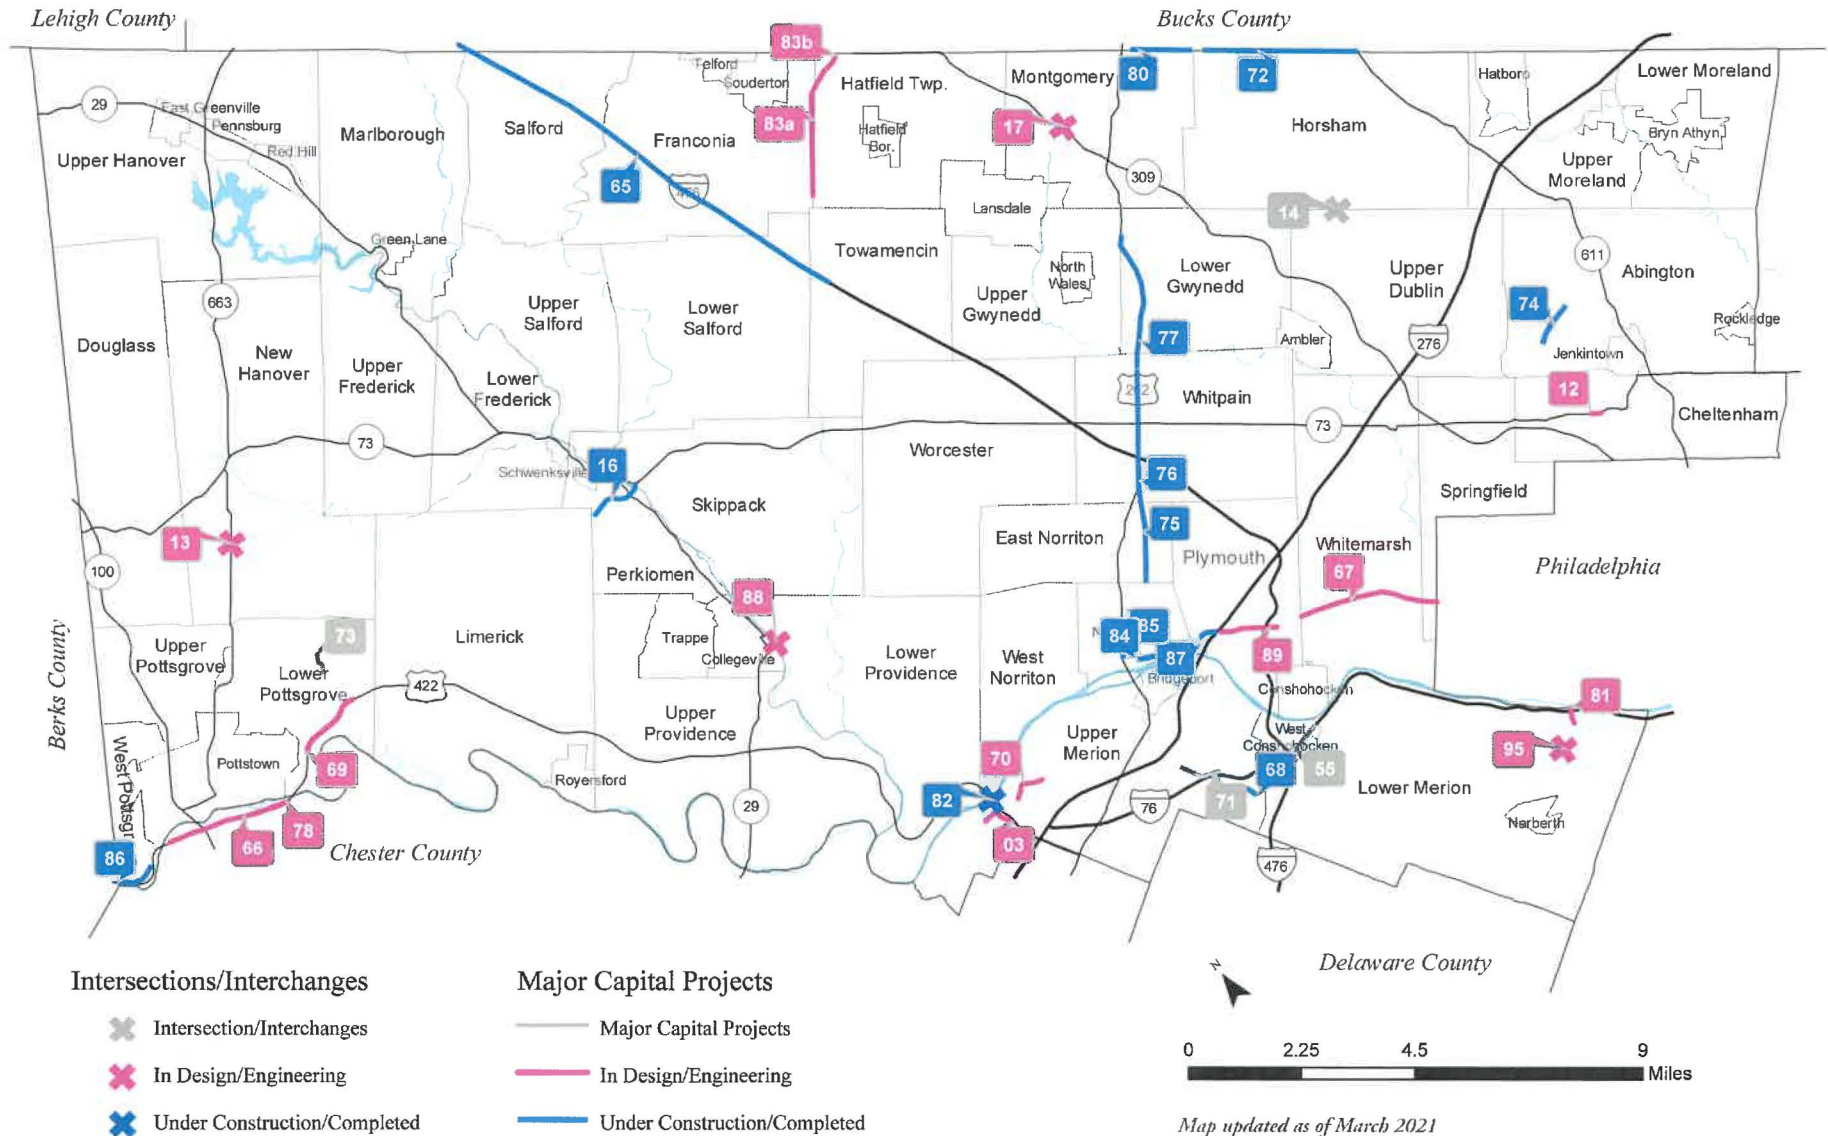 Lehigh County
Bucks County
83b
Telford
Souderton
Hatfield Twp.
Montgomery
80
72
Hatboro
Lower Moreland
29
East Greenville
Pennsburg
Marlborough
Salford
Franconia
83a
Hatfield
Bor.
17
Horsham
Bryn Athyn
Red Hill
Upper Hanover
65
309
Upper
Moreland
Lansdale
14
Green Lane
Towamencin
North
Wales
Lower
Gwynedd
Upper
Dublin
611
Abington
663
Upper
Salford
Lower
Salford
Upper
Gwynedd
74
Rockledge
Douglass
New
Hanover
Upper
Frederick
Lower
Frederick
77
Ambler
276
Jenkintown
202
Whitpain
12
Cheltenham
73
73
Worcester
Schwenksville
16
76
Springfield
Skippack
75
East Norriton
Plymouth
Whitemarsh
Philadelphia
13
100
Perkiomen
88
67
Berks County
Upper
Pottsgrove
73
Limerick
Trappe
Collegeville
84
85
87
89
Lower
Pottsgrove
422
Lower
Providence
West
Norriton
Bridgeport
Conshohocken
81
Upper
Providence
Upper
Merion
West
Conshohocken
95
West Pottsgr
Pottstown
69
Royersford
70
68
55
Lower Merion
82
71
29
76
Narberth
86
66
78
Chester County
03
476
Delaware County
N
Intersections/Interchanges
Intersection/Interchanges
In Design/Engineering
Under Construction/Completed
Major Capital Projects
Major Capital Projects
In Design/Engineering
Under Construction/Completed
0 2.25 4.5 9
Miles
Map updated as of March 2021